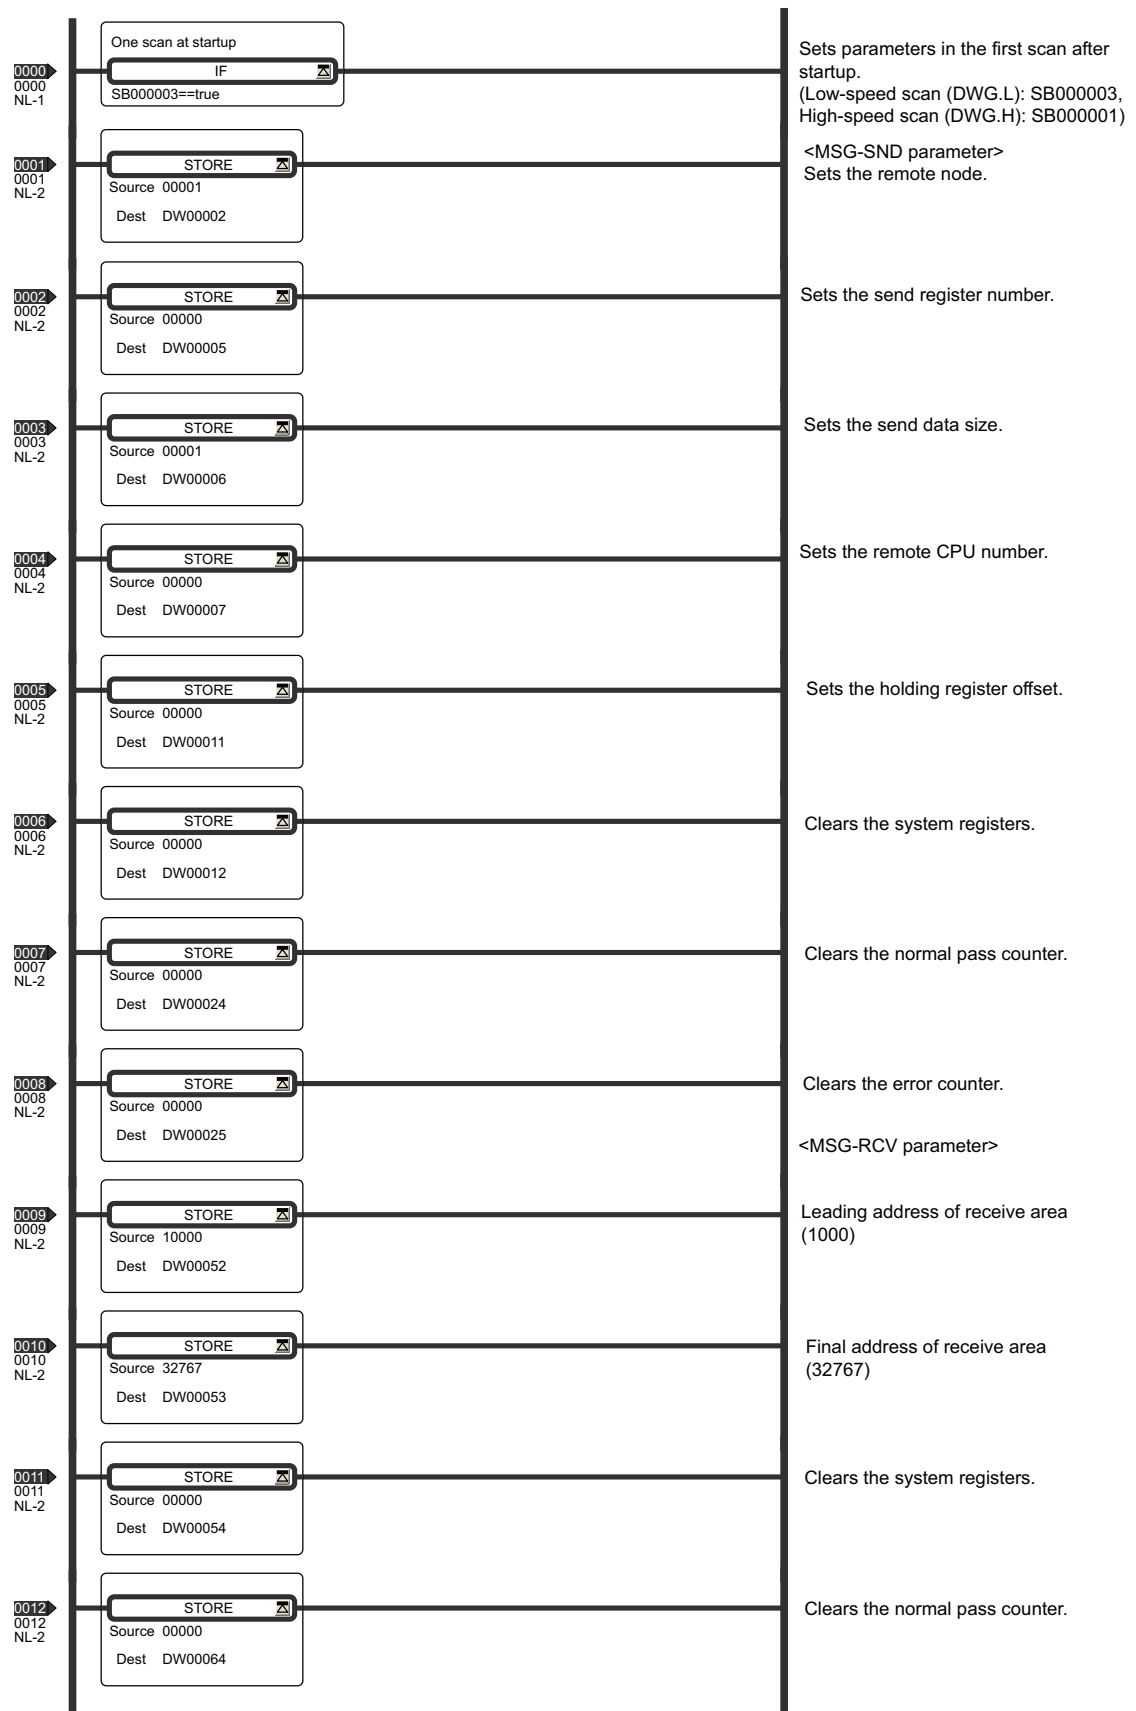 One scan at startup
IF
SB000003==true
0000
0000
NL-1
Sets parameters in the first scan after
startup.
(Low-speed scan (DWG.L): SB000003,
High-speed scan (DWG.H): SB000001)
0001
0001
NL-2
STORE
Source 00001
Dest DW00002
<MSG-SND parameter>
Sets the remote node.
0002
0002
NL-2
STORE
Source 00000
Dest DW00005
Sets the send register number.
0003
0003
NL-2
STORE
Source 00001
Dest DW00006
Sets the send data size.
0004
0004
NL-2
STORE
Source 00000
Dest DW00007
Sets the remote CPU number.
0005
0005
NL-2
STORE
Source 00000
Dest DW00011
Sets the holding register offset.
0006
0006
NL-2
STORE
Source 00000
Dest DW00012
Clears the system registers.
0007
0007
NL-2
STORE
Source 00000
Dest DW00024
Clears the normal pass counter.
0008
0008
NL-2
STORE
Source 00000
Dest DW00025
Clears the error counter.
<MSG-RCV parameter>
0009
0009
NL-2
STORE
Source 10000
Dest DW00052
Leading address of receive area
(1000)
0010
0010
NL-2
STORE
Source 32767
Dest DW00053
Final address of receive area
(32767)
0011
0011
NL-2
STORE
Source 00000
Dest DW00054
Clears the system registers.
0012
0012
NL-2
STORE
Source 00000
Dest DW00064
Clears the normal pass counter.